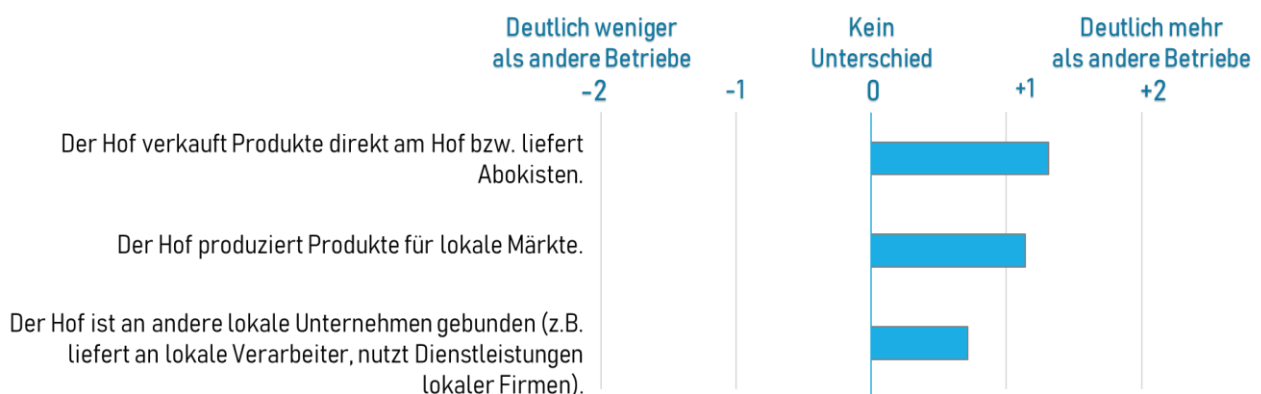 Deutlich weniger
als andere Betriebe
-2
-1
Kein
Unterschied
0
+1
Deutlich mehr
als andere Betriebe
+2
Der Hof verkauft Produkte direkt am Hof bzw. liefert
Abokisten.
Der Hof produziert Produkte für lokale Märkte.
Der Hof ist an andere lokale Unternehmen gebunden (z.B.
liefert an lokale Verarbeiter, nutzt Dienstleistungen
lokaler Firmen).